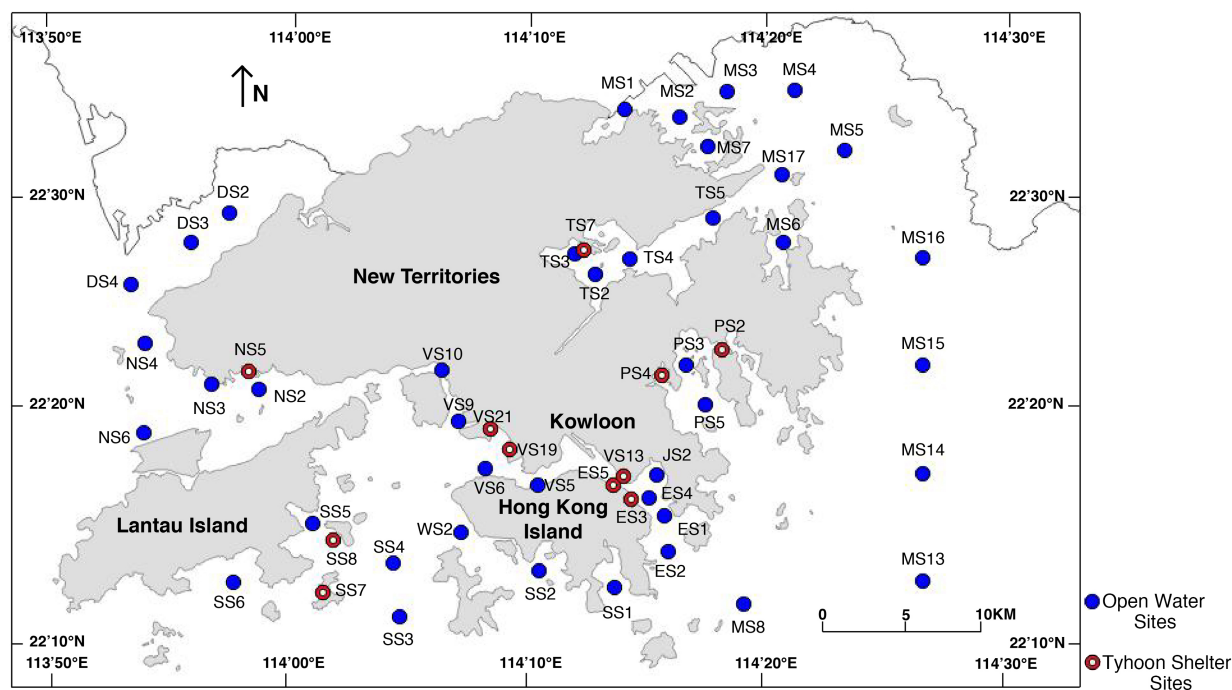 113'50°E 114'00°E 114'10°E 114'20°E 114'30°E
MS3 MS4
MS1
MS2
N
MS5
MS7
MS17
DS2
22'30°N TS5 22'30°N
DS3
TS7 MS6
MS16
TS3 TS4
New Territories
DS4 TS2
PS2
PS3 MS15
NS5 VS10
NS4
PS4
NS3 NS2
VS9
22'20°N 22'20°N
VS21 Kowloon PS5
NS6
VS19 MS14
VS13 JS2
ES5
VS6 VS5
ES4
Hong Kong
Island
SS5 ES3
Lantau Island
WS2 ES1
SS8 SS4
ES2
MS13
SS7 SS2
SS6 SS1
0 5 10KM
MS8
SS3
22'10°N 22'10°N
113'50°E 114'00°E 114'10°E 114'20°E 114'30°E
Open Water
Sites
Tyhoon Shelter
Sites